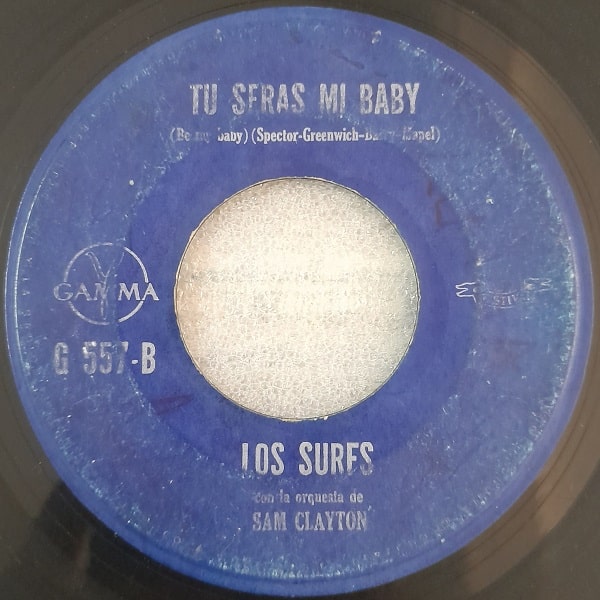 TU SERAS MI BABY
(Be my baby) (Spector-Greenwich-Barry-Mapel)
GAMMA
G 557-B
LOS SURFS
con la orquesta de
SAM CLAYTON